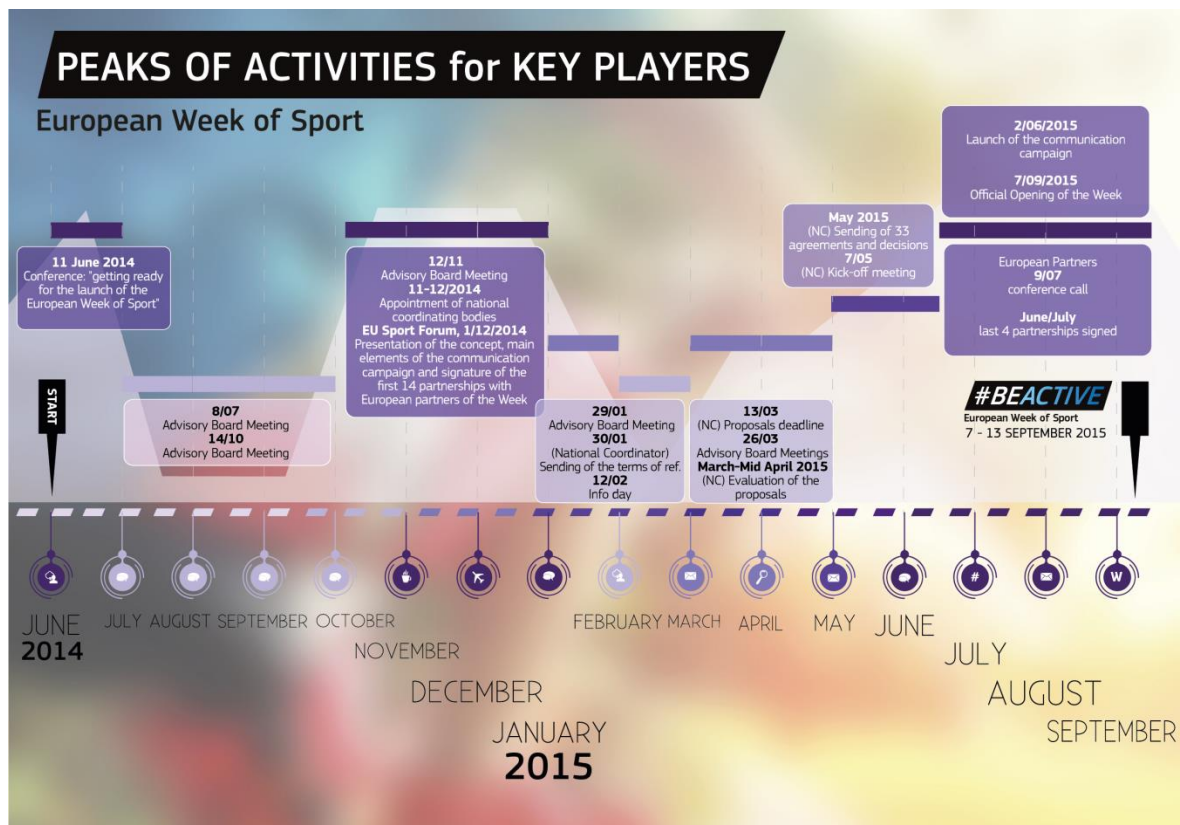 PEAKS OF ACTIVITIES for KEY PLAYERS
European Week of Sport
11 June 2014
Conference: "getting ready
for the launch of the
European Week of Sport"
START
8/07
Advisory Board Meeting
14/10
Advisory Board Meeting
12/11
Advisory Board Meeting
11-12/2014
Appointment of national
coordinating bodies
EU Sport Forum, 1/12/2014
Presentation of the concept, main
elements of the communication
campaign and signature of the
first 14 partnerships with
European partners of the Week
29/01
Advisory Board Meeting
30/01
(National Coordinator)
Sending of the terms of ref.
12/02
Info day
13/03
(NC) Proposals deadline
26/03
Advisory Board Meetings
March-Mid April 2015
(NC) Evaluation of the
proposals
May 2015
(NC) Sending of 33
agreements and decisions
7/05
(NC) Kick-off meeting
2/06/2015
Launch of the communication
campaign
7/09/2015
Official Opening of the Week
European Partners
9/07
conference call
June/July
last 4 partnerships signed
#BEACTIVE
European Week of Sport
7 - 13 SEPTEMBER 2015
#
W
JUNE
2014
JULY
AUGUST
SEPTEMBER
OCTOBER
NOVEMBER
DECEMBER
JANUARY
2015
FEBRUARY
MARCH
APRIL
MAY
JUNE
JULY
AUGUST
SEPTEMBER